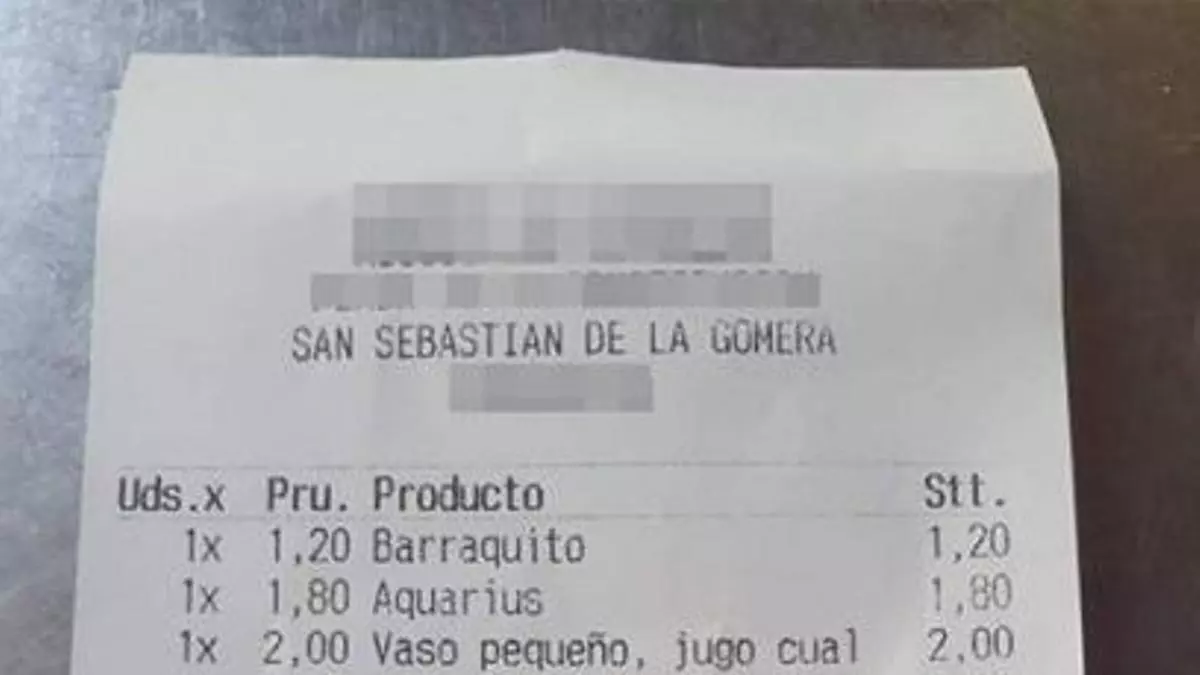 SAN SEBASTIAN DE LA GOMERA
Uds.x Pru. Producto Stt.
1x 1,20 Barraquito 1,20
1x 1,80 Aquarius 1,80
1x 2,00 Vaso pequeño, jugo cual 2,00